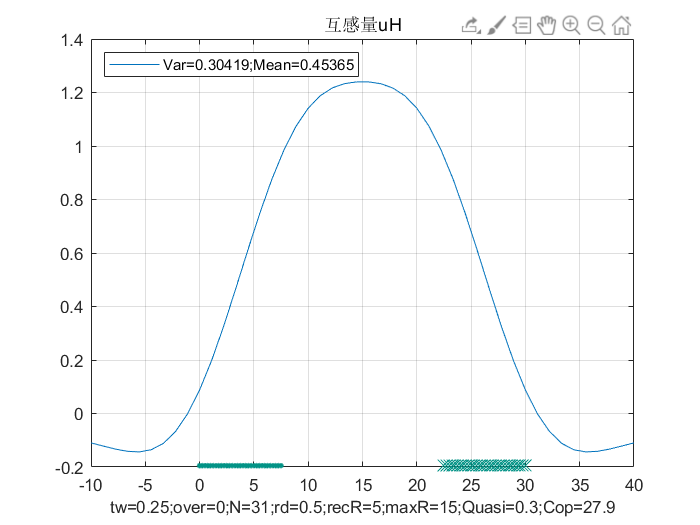 互感量uH
1.4
Var=0.30419;Mean=0.45365
1.2
1
0.8
0.6
0.4
0.2
0
-0.2
-10 -5 0 5 10 15 20 25 30 35 40
tw=0.25;over=0;N=31;rd=0.5;recR=5;maxR=15;Quasi=0.3;Cop=27.9